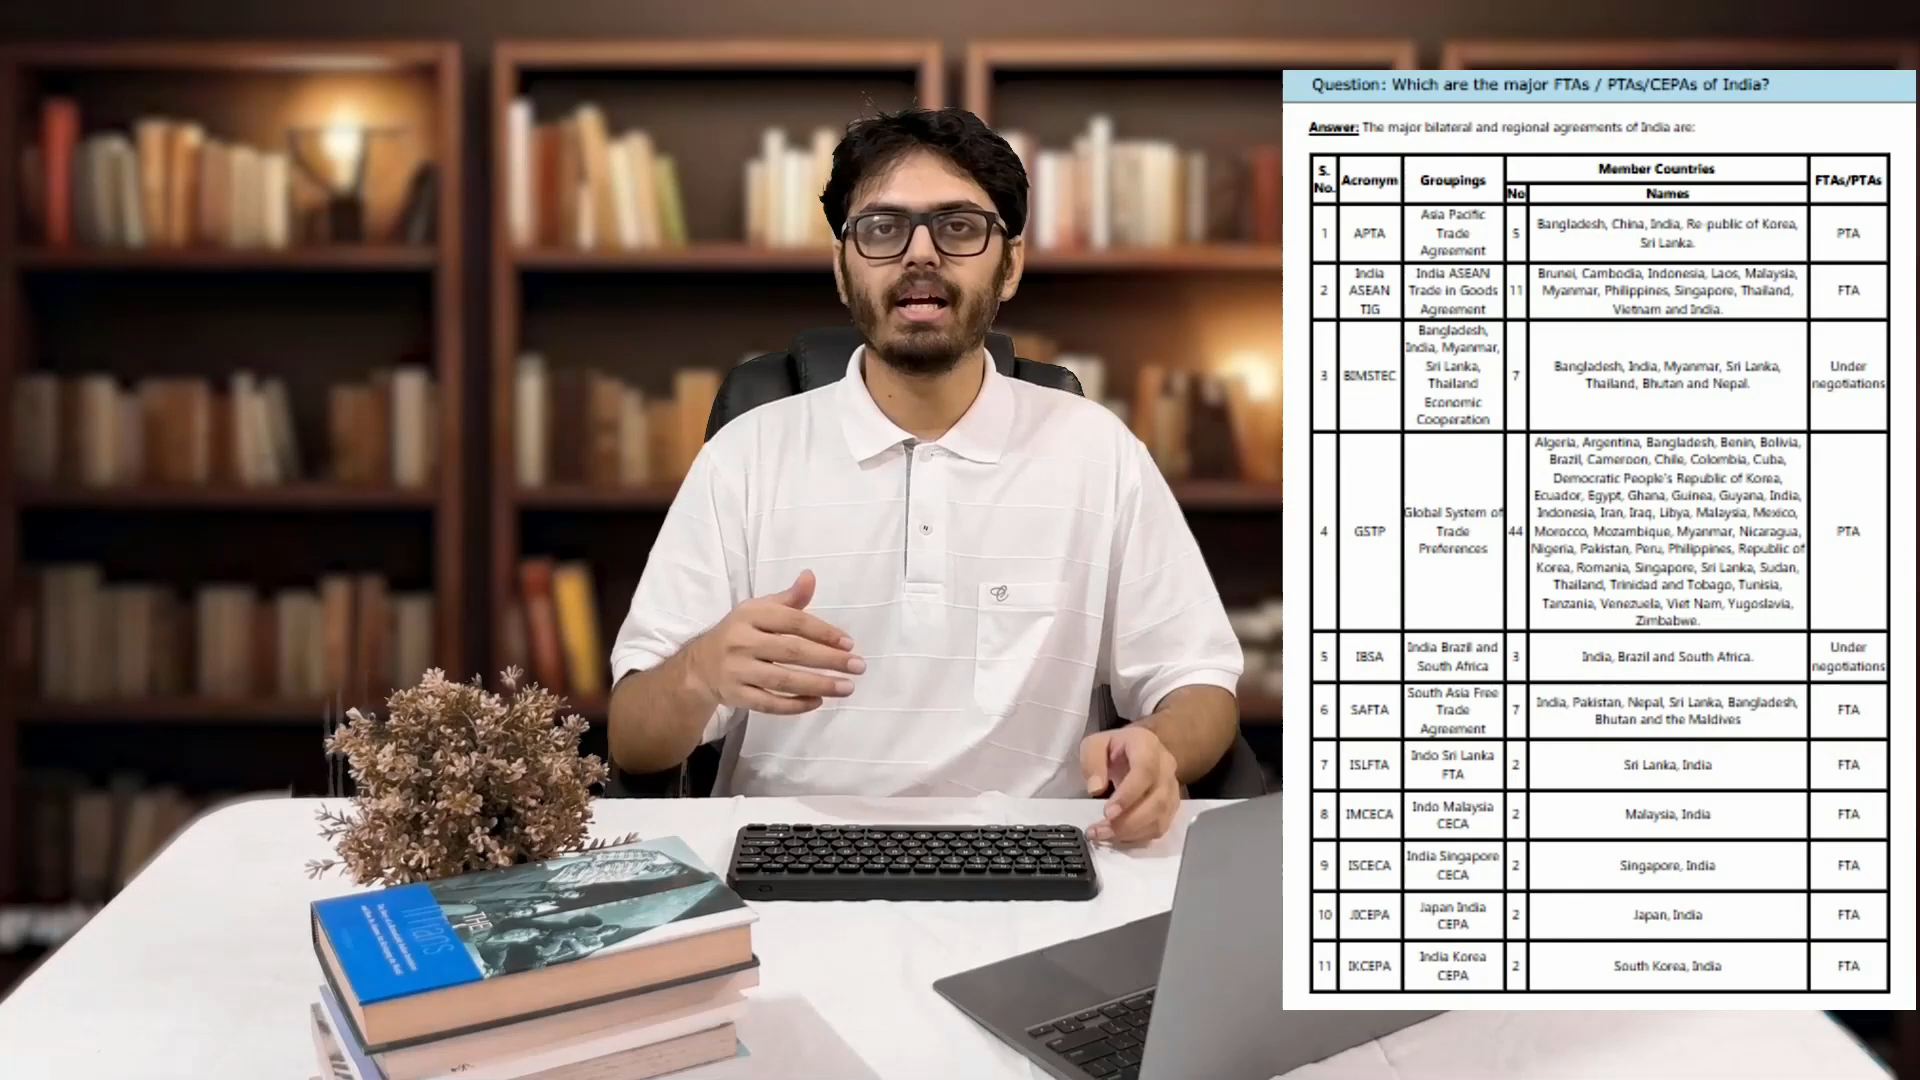 Question: Which are the major FTAs / PTAs/CEPAs of India?
Answer: The major bilateral and regional agreements of India are:
S. No.
Acronym
Groupings
Member Countries
No
Names
FTAs/PTAs
1
APTA
Asia Pacific
Trade
Agreement
5
Bangladesh, China, India, Re-public of Korea,
Sri Lanka.
PTA
2
India
ASEAN
TIG
India ASEAN
Trade in Goods
Agreement
11
Brunei, Cambodia, Indonesia, Laos, Malaysia,
Myanmar, Philippines, Singapore, Thailand,
Vietnam and India.
FTA
3
BIMSTEC
Bangladesh,
India, Myanmar,
Sri Lanka,
Thailand
Economic
Cooperation
7
Bangladesh, India, Myanmar, Sri Lanka,
Thailand, Bhutan and Nepal.
Under
negotiations
4
GSTP
Global System of
Trade
Preferences
44
Algeria, Argentina, Bangladesh, Benin, Bolivia,
Brazil, Cameroon, Chile, Colombia, Cuba,
Democratic People's Republic of Korea,
Ecuador, Egypt, Ghana, Guinea, Guyana, India,
Indonesia, Iran, Iraq, Libya, Malaysia, Mexico,
Morocco, Mozambique, Myanmar, Nicaragua,
Nigeria, Pakistan, Peru, Philippines, Republic of
Korea, Romania, Singapore, Sri Lanka, Sudan,
Thailand, Trinidad and Tobago, Tunisia,
Tanzania, Venezuela, Viet Nam, Yugoslavia,
Zimbabwe.
PTA
5
IBSA
India Brazil and
South Africa
3
India, Brazil and South Africa.
Under
negotiations
6
SAFTA
South Asia Free
Trade
Agreement
7
India, Pakistan, Nepal, Sri Lanka, Bangladesh,
Bhutan and the Maldives
FTA
7
ISLFTA
Indo Sri Lanka
FTA
2
Sri Lanka, India
FTA
8
IMCECA
Indo Malaysia
CECA
2
Malaysia, India
FTA
9
ISCECA
India Singapore
CECA
2
Singapore, India
FTA
10
JICEPA
Japan India
CEPA
2
Japan, India
FTA
11
IKCEPA
India Korea
CEPA
2
South Korea, India
FTA
THE